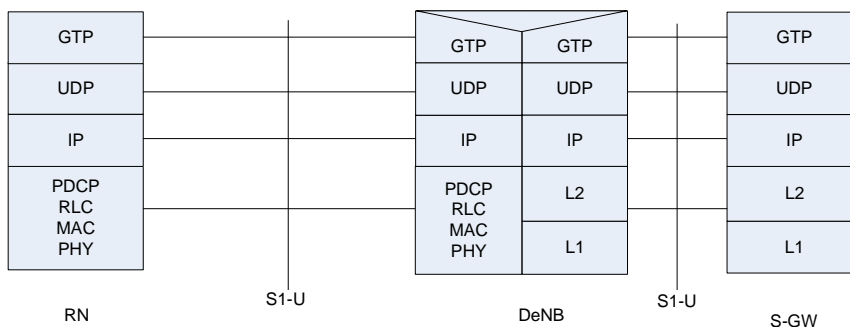 GTP
UDP
IP
PDCP
RLC
MAC
PHY
RN
S1-U
GTP
GTP
UDP
UDP
IP
IP
PDCP
RLC
MAC
PHY
L2
L1
DeNB
S1-U
GTP
UDP
IP
L2
L1
S-GW